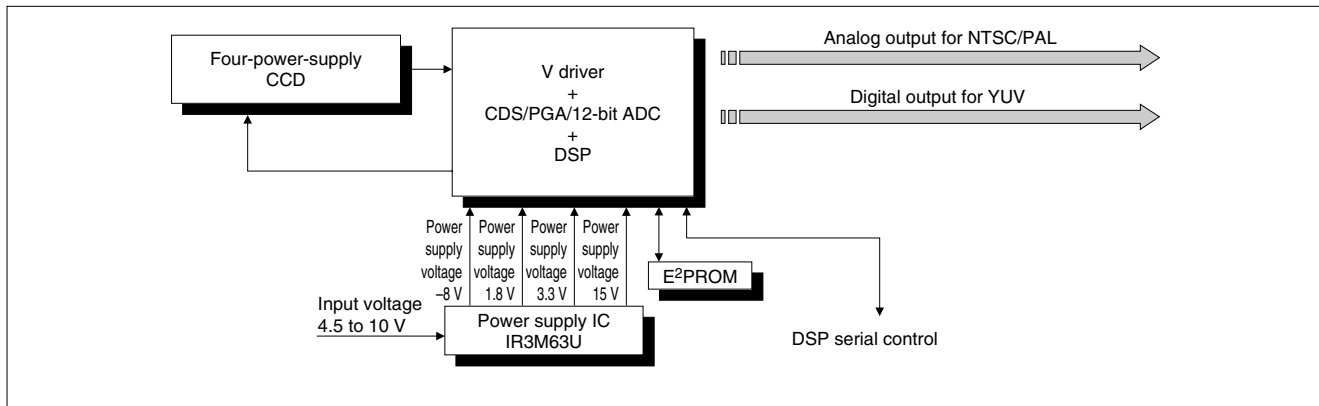 Four-power-supply
CCD
V driver
+
CDS/PGA/12-bit ADC
+
DSP
Analog output for NTSC/PAL
Digital output for YUV
Power
supply
voltage
–8 V
Power
supply
voltage
1.8 V
Power
supply
voltage
3.3 V
Power
supply
voltage
15 V
E²PROM
Input voltage
4.5 to 10 V
Power supply IC
IR3M63U
DSP serial control